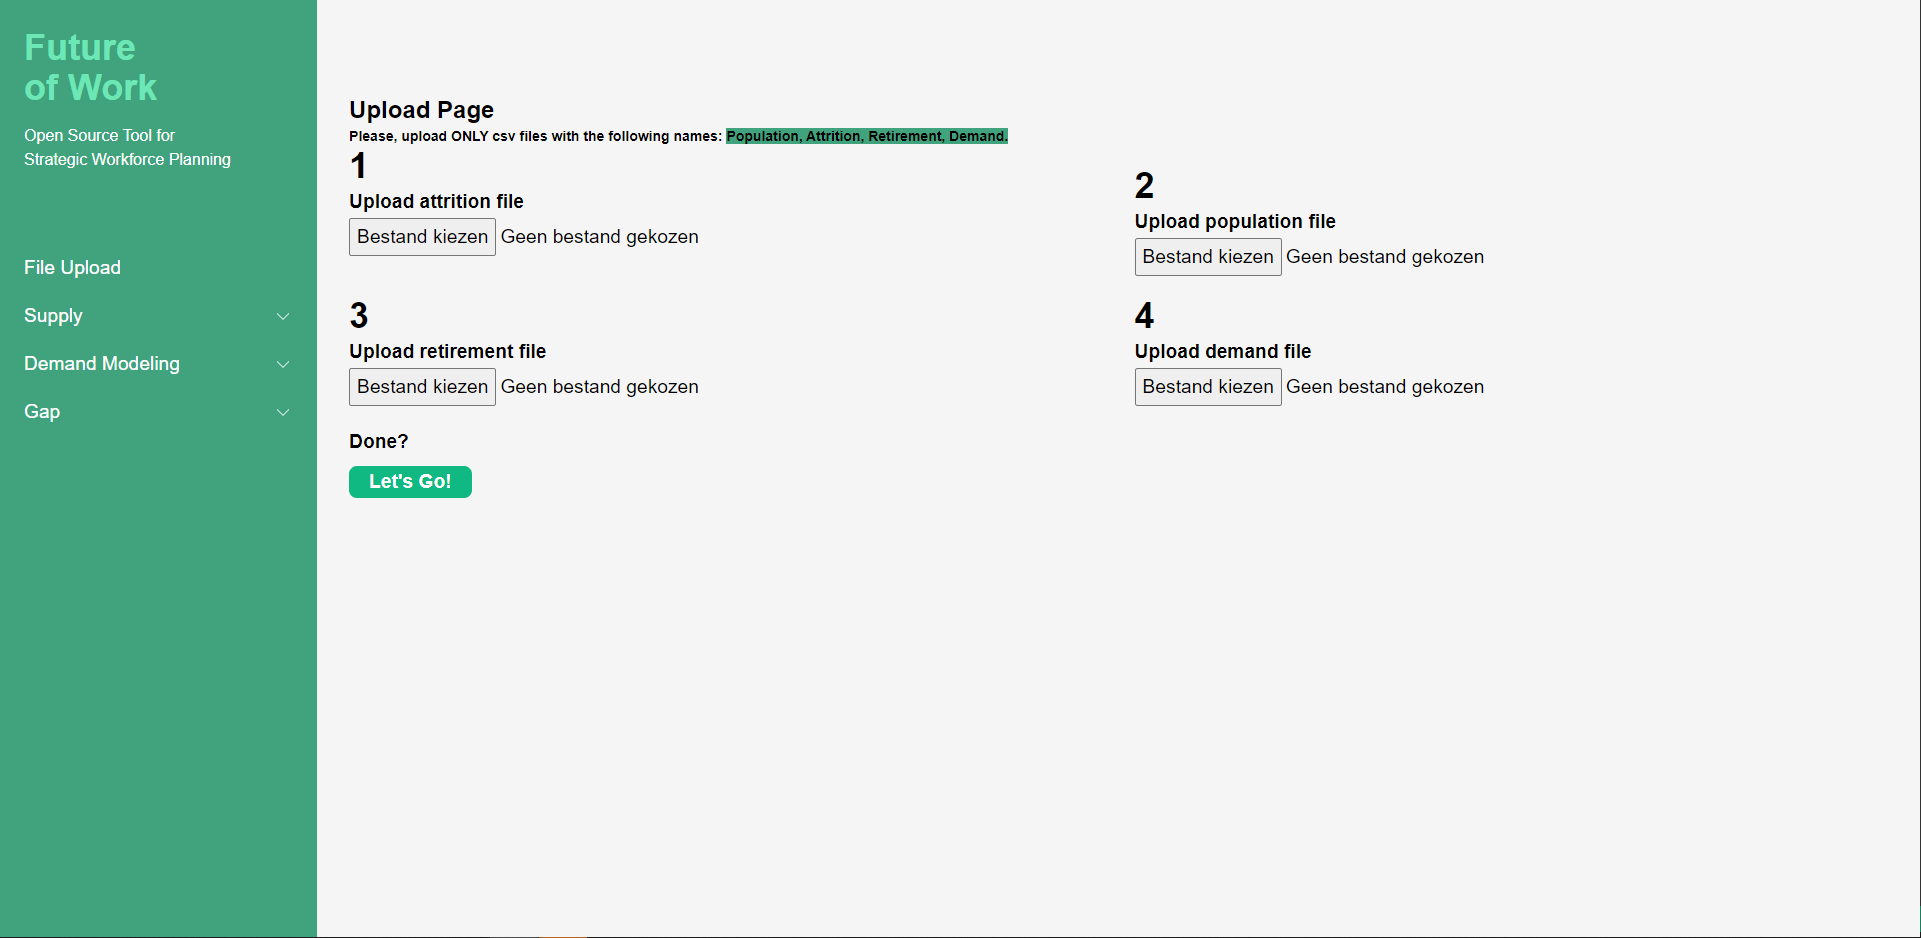 Future
of Work
Open Source Tool for
Strategic Workforce Planning
File Upload
Supply
Demand Modeling
Gap
Upload Page
Please, upload ONLY csv files with the following names: Population, Attrition, Retirement, Demand.
1
Upload attrition file
Bestand kiezen Geen bestand gekozen
2
Upload population file
Bestand kiezen Geen bestand gekozen
3
Upload retirement file
Bestand kiezen Geen bestand gekozen
4
Upload demand file
Bestand kiezen Geen bestand gekozen
Done?
Let's Go!